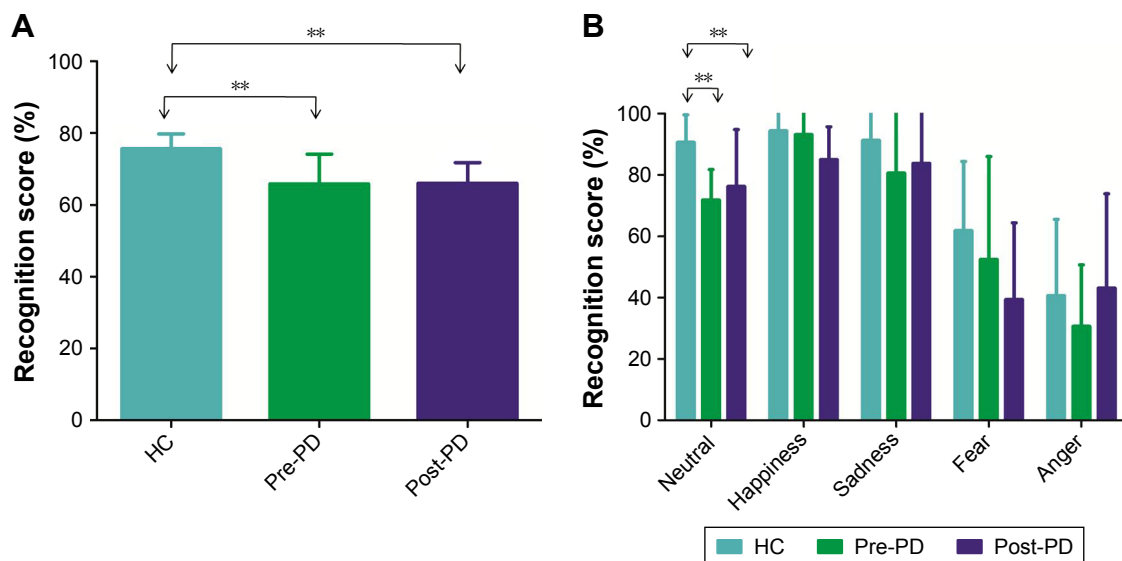 A
**
**
100
80
60
40
20
0
Recognition score (%)
HC
Pre-PD
Post-PD
B
**
**
100
80
60
40
20
0
Recognition score (%)
Neutral
Happiness
Sadness
Fear
Anger
HC Pre-PD Post-PD